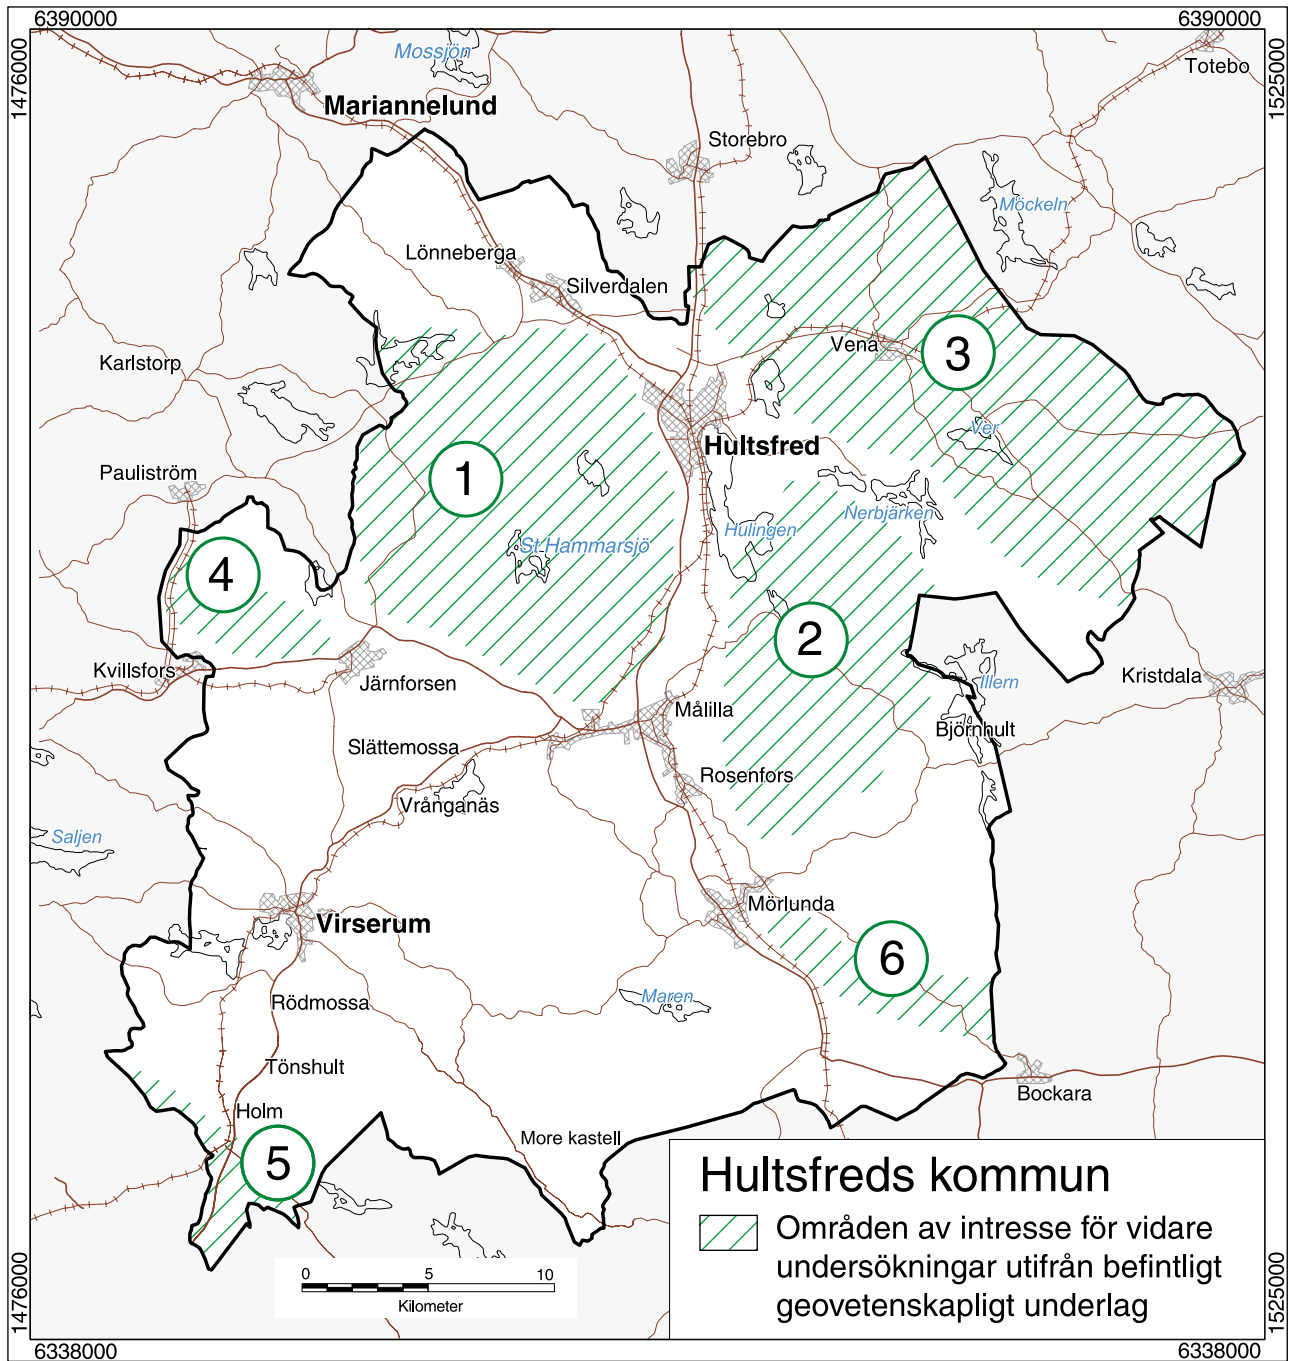 6390000
6390000
1476000
1525000
Mossjön
Totebo
Mariannelund
Storebro
Möckeln
Lönneberga
Silverdalen
Vena
3
Karlstorp
Ver
Hultsfred
Pauliström
1
Nerbjärken
Hulingen
St Hammarsjö
4
2
Kvillsfors
Järnforsen
Illern
Kristdala
Målilla
Björnhult
Slättemossa
Rosenfors
Vrånganäs
Saljen
Mörlunda
Virserum
6
Maren
Rödmossa
Tönshult
Bockara
Holm
More kastell
5
Hultsfreds kommun
Områden av intresse för vidare
undersökningar utifrån befintligt
geovetenskapligt underlag
0 5 10
Kilometer
1476000
1525000
6338000
6338000